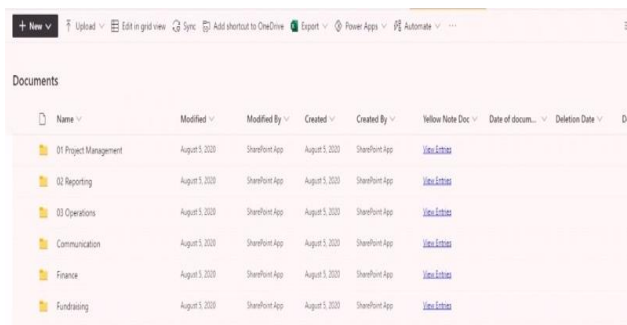 + New Upload Edit in grid view Sync Add shortcut to OneDrive Export Power Apps Automate ...
Documents
Name Modified Modified By Created Created By Yellow Note Doc Date of docum... Deletion Date D
01 Project Management August 5, 2020 SharePoint App August 5, 2020 SharePoint App View Entries
02 Reporting August 5, 2020 SharePoint App August 5, 2020 SharePoint App View Entries
03 Operations August 5, 2020 SharePoint App August 5, 2020 SharePoint App View Entries
Communication August 5, 2020 SharePoint App August 5, 2020 SharePoint App View Entries
Finance August 5, 2020 SharePoint App August 5, 2020 SharePoint App View Entries
Fundraising August 5, 2020 SharePoint App August 5, 2020 SharePoint App View Entries